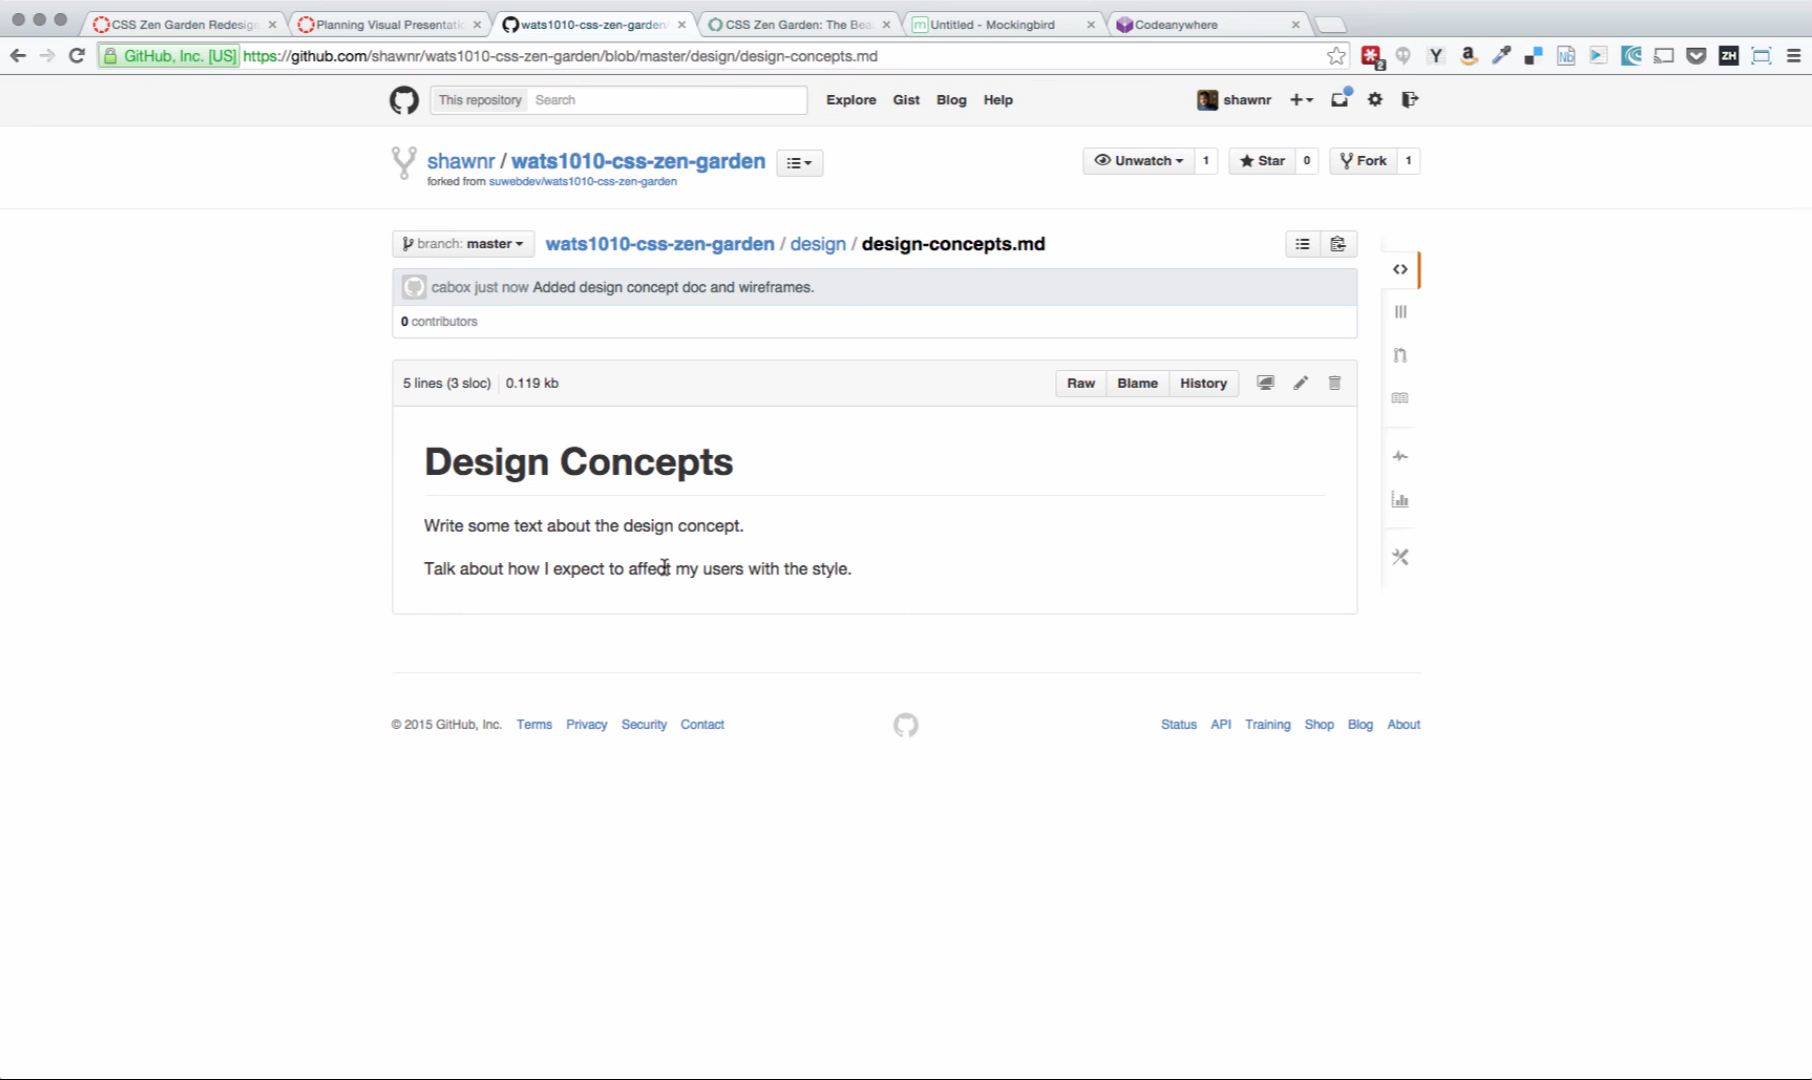 CSS Zen Garden Redesign
Planning Visual Presentatio
wats1010-css-zen-garden/
CSS Zen Garden: The Bea
Untitled - Mockingbird
Codeanywhere
GitHub, Inc. [US] https://github.com/shawnr/wats1010-css-zen-garden/blob/master/design/design-concepts.md
2 Y a Nb ZH
This repository Search Explore Gist Blog Help shawnr
shawnr / wats1010-css-zen-garden Unwatch 1 Star 0 Fork 1
forked from suwebdev/wats1010-css-zen-garden
branch: master wats1010-css-zen-garden / design / design-concepts.md
cabox just now Added design concept doc and wireframes.
0 contributors
5 lines (3 sloc) 0.119 kb Raw Blame History
Design Concepts
Write some text about the design concept.
Talk about how I expect to affect my users with the style.
© 2015 GitHub, Inc. Terms Privacy Security Contact Status API Training Shop Blog About